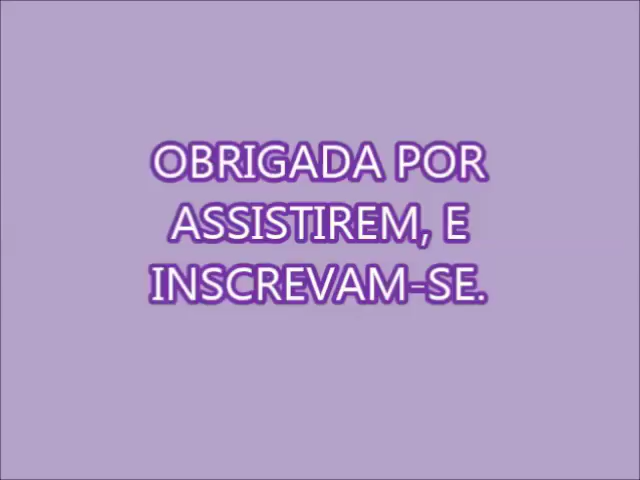 OBRIGADA POR
ASSISTIREM, E
INSCREVAM-SE.